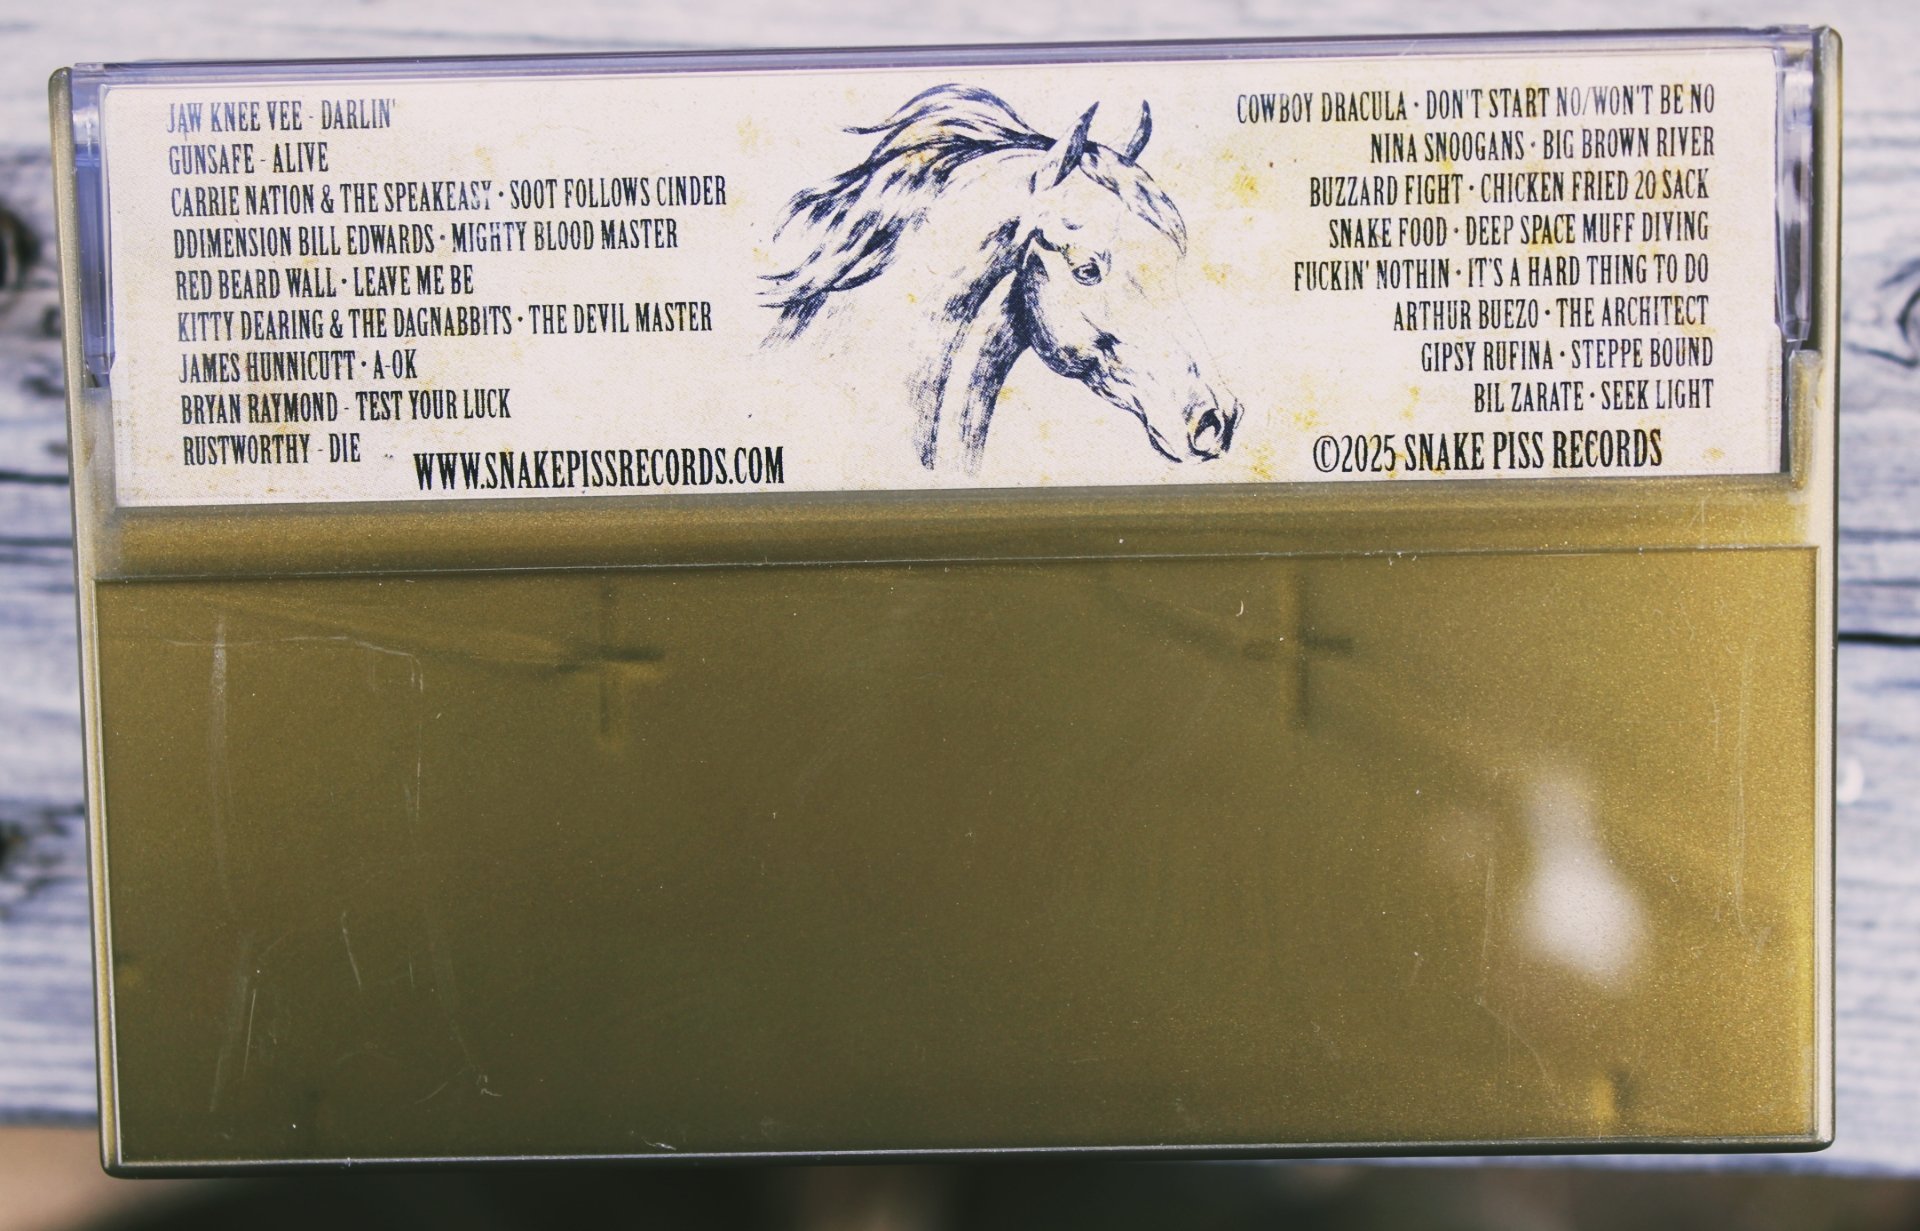 JAW KNEE VEE - DARLIN'
GUNSAFE - ALIVE
CARRIE NATION & THE SPEAKEASY · SOOT FOLLOWS CINDER
DDIMENSION BILL EDWARDS · MIGHTY BLOOD MASTER
RED BEARD WALL · LEAVE ME BE
KITTY DEARING & THE DAGNABBITS · THE DEVIL MASTER
JAMES HUNNICUTT · A-OK
BRYAN RAYMOND - TEST YOUR LUCK
RUSTWORTHY - DIE
WWW.SNAKEPISSRECORDS.COM
COWBOY DRACULA · DON'T START NO/WON'T BE NO
NINA SNOOGANS · BIG BROWN RIVER
BUZZARD FIGHT · CHICKEN FRIED 20 SACK
SNAKE FOOD · DEEP SPACE MUFF DIVING
FUCKIN' NOTHIN · IT'S A HARD THING TO DO
ARTHUR BUEZO · THE ARCHITECT
GIPSY RUFINA · STEPPE BOUND
BIL ZARATE · SEEK LIGHT
©2025 SNAKE PISS RECORDS